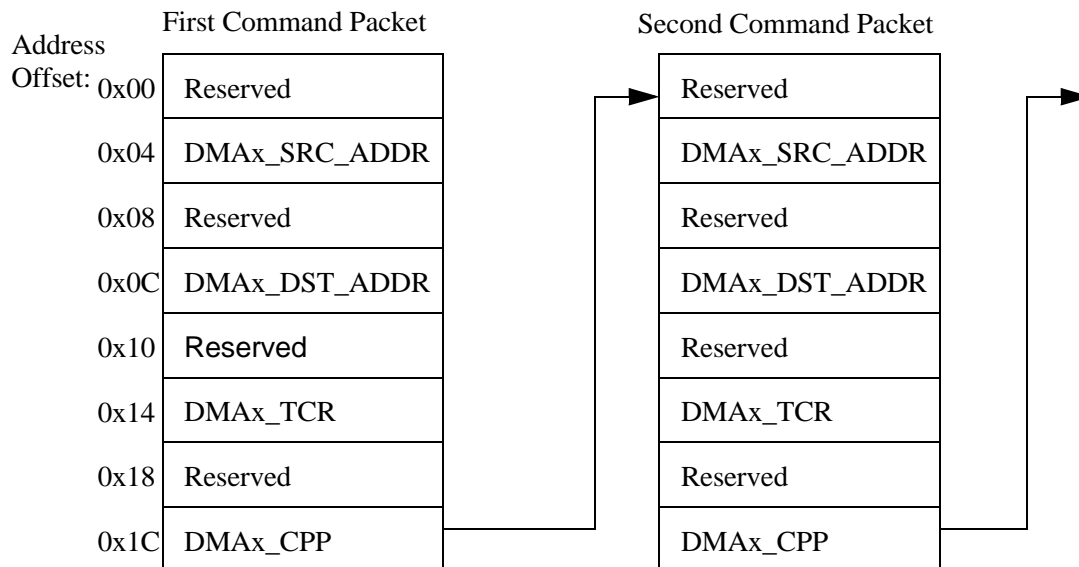 First Command Packet
Second Command Packet
Address
Offset:
0x00 Reserved Reserved
0x04 DMAx_SRC_ADDR DMAx_SRC_ADDR
0x08 Reserved Reserved
0x0C DMAx_DST_ADDR DMAx_DST_ADDR
0x10 Reserved Reserved
0x14 DMAx_TCR DMAx_TCR
0x18 Reserved Reserved
0x1C DMAx_CPP DMAx_CPP